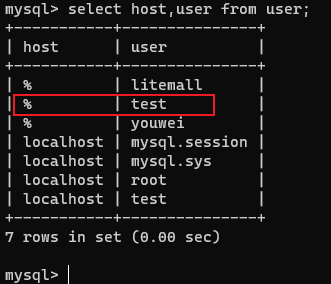 mysql> select host,user from user;
+-----------+---------------+
| host      | user          |
+-----------+---------------+
| %         | litemall      |
| %         | test          |
| %         | youwei        |
| localhost | mysql.session |
| localhost | mysql.sys     |
| localhost | root          |
| localhost | test          |
+-----------+---------------+
7 rows in set (0.00 sec)
mysql>